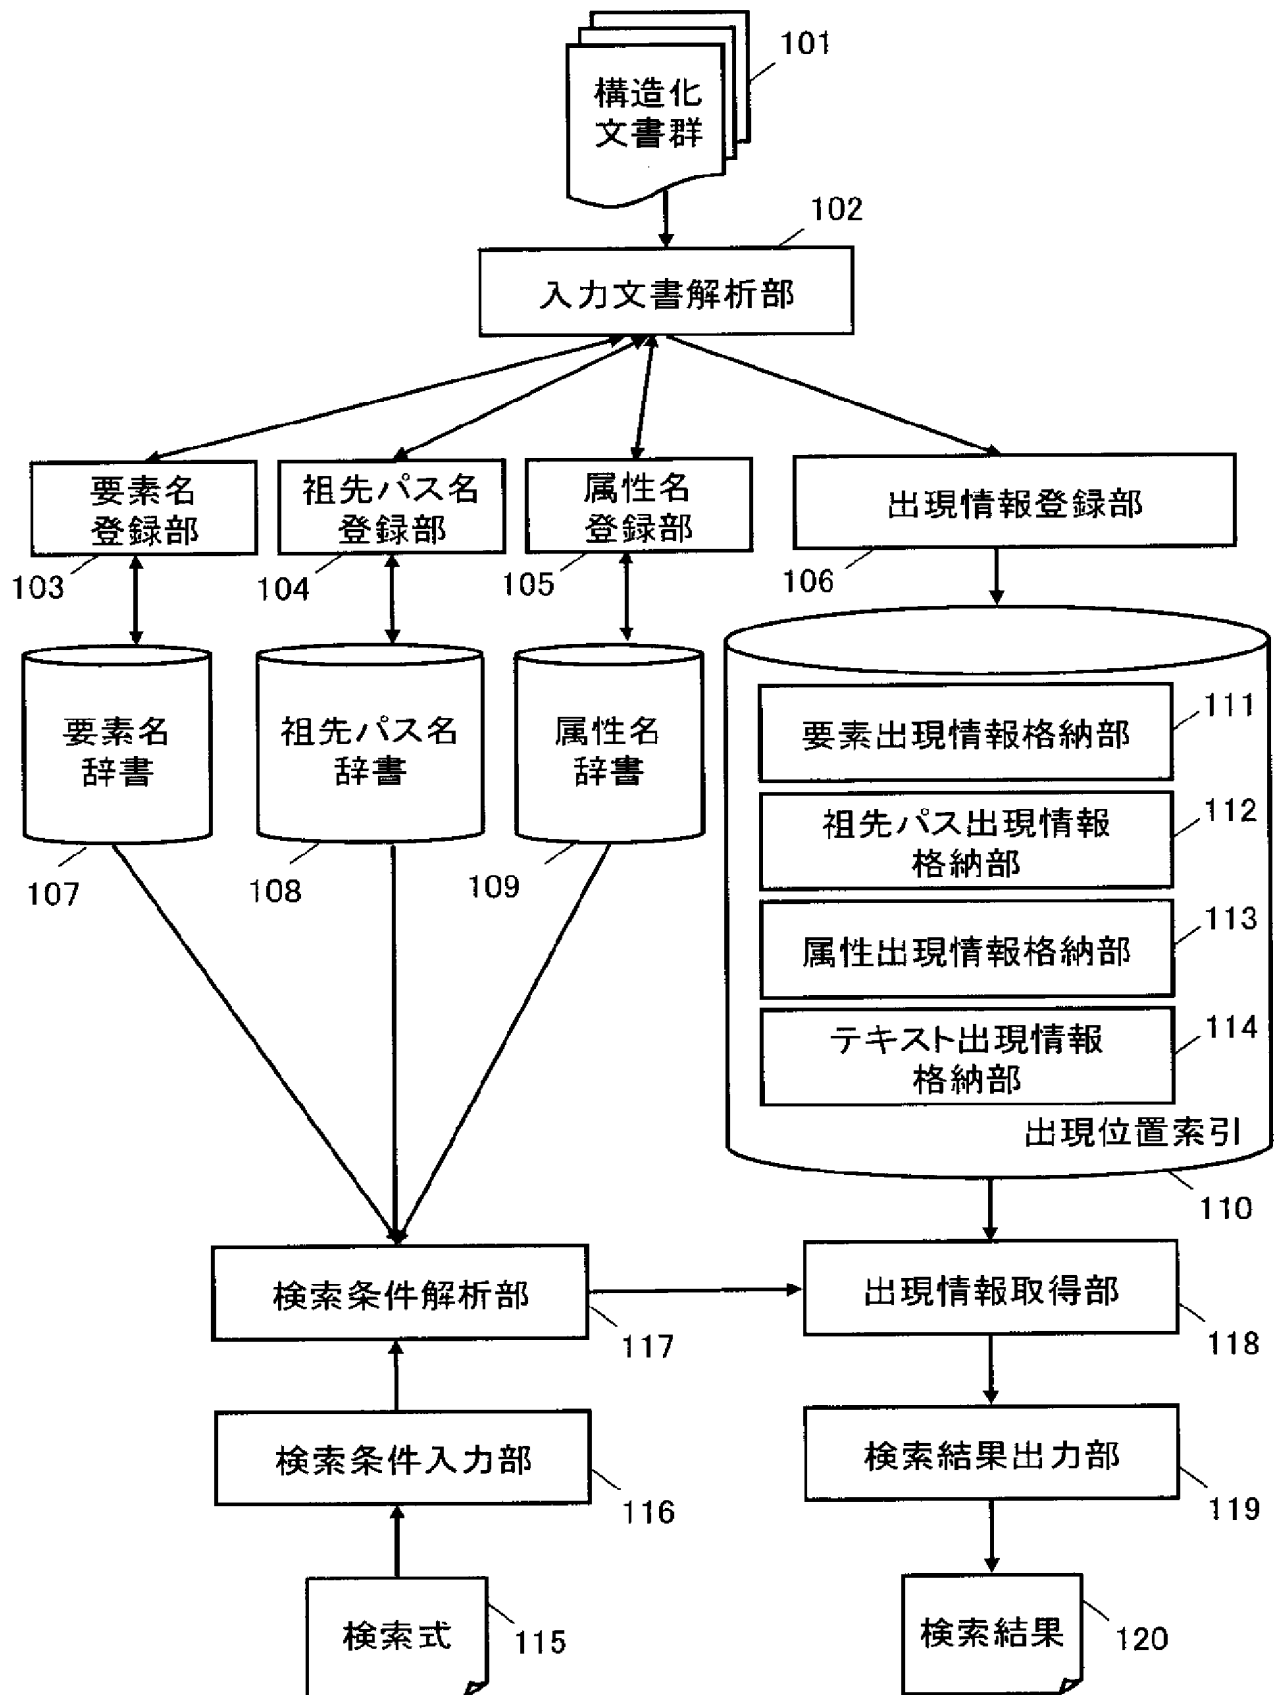 101
構造化
文書群
102
入力文書解析部
要素名
登録部
103
祖先パス名
登録部
104
属性名
登録部
105
出現情報登録部
106
要素名
辞書
107
祖先パス名
辞書
108
属性名
辞書
109
要素出現情報格納部
111
祖先パス出現情報
格納部
112
属性出現情報格納部
113
テキスト出現情報
格納部
114
出現位置索引
110
検索条件解析部
117
出現情報取得部
118
検索条件入力部
116
検索結果出力部
119
検索式
115
検索結果
120